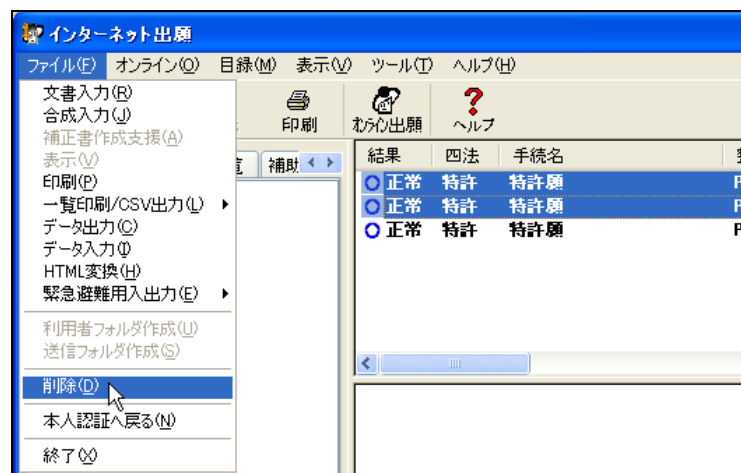 インターネット出願
ファイル(F) オンライン(O) 目録(M) 表示(V) ツール(T) ヘルプ(H)
文書入力(R)
合成入力(J)
補正書作成支援(A)
表示(V)
印刷(P)
一覧印刷/CSV出力(L)
データ出力(C)
データ入力(I)
HTML変換(H)
緊急避難用入出力(E)
利用者フォルダ作成(U)
送信フォルダ作成(S)
削除(D)
本人認証へ戻る(N)
終了(X)
印刷 オンライン出願 ヘルプ
補助
結果 四法 手続名
正常 特許 特許願 P
正常 特許 特許願 P
正常 特許 特許願 P